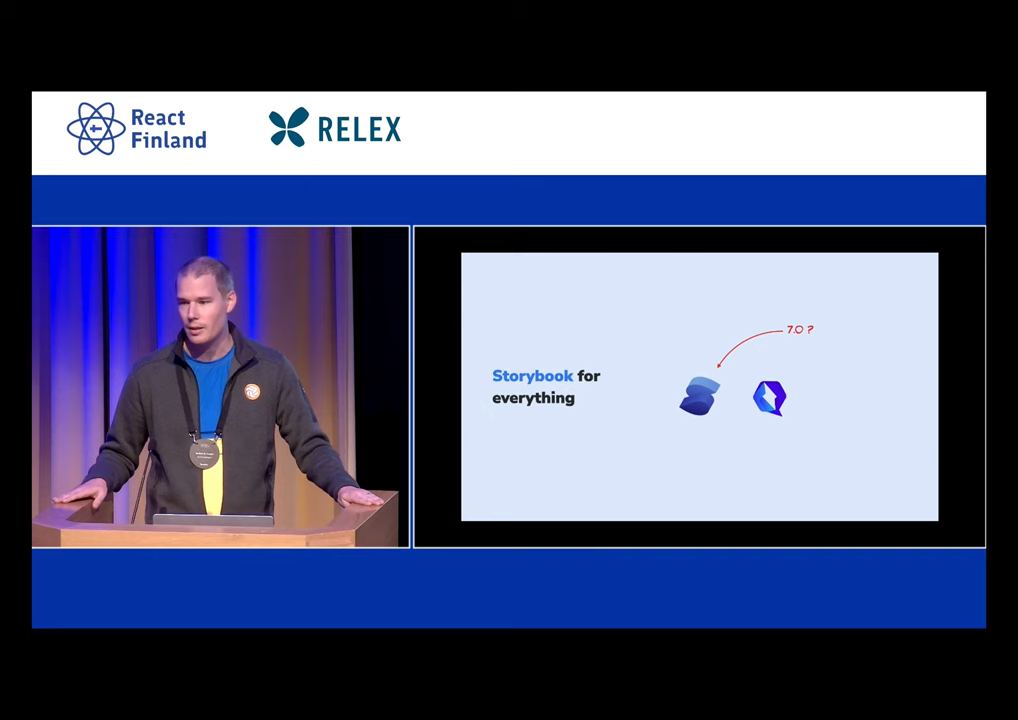 React
Finland
RELEX
7.0 ?
Storybook for
everything